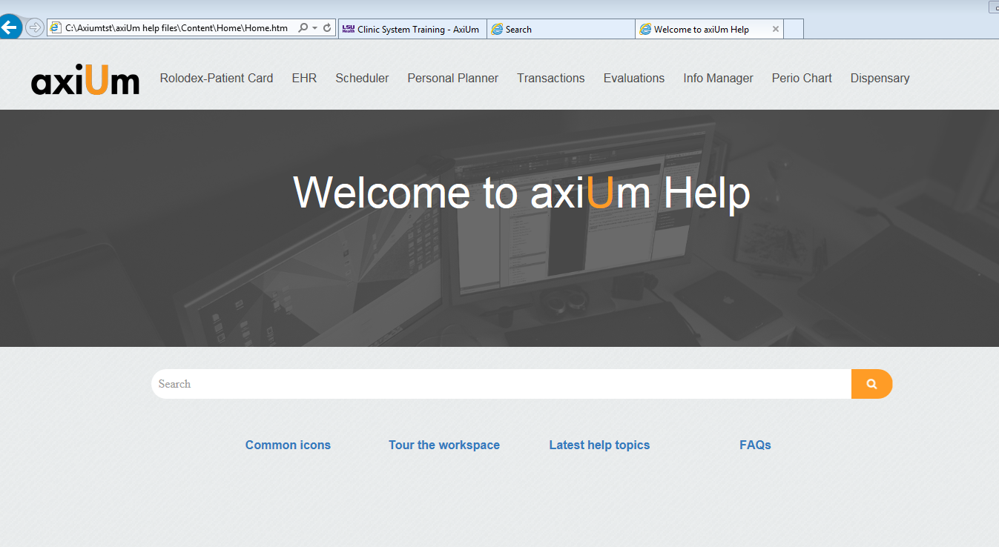 C:\Axiumtst\axiUm help files\Content\Home\Home.htm
LSU Health Clinic System Training - AxiUm
Search
Welcome to axiUm Help
axiUm
Rolodex-Patient Card EHR Scheduler Personal Planner Transactions Evaluations Info Manager Perio Chart Dispensary
Welcome to axiUm Help
Search
Common icons Tour the workspace Latest help topics FAQs